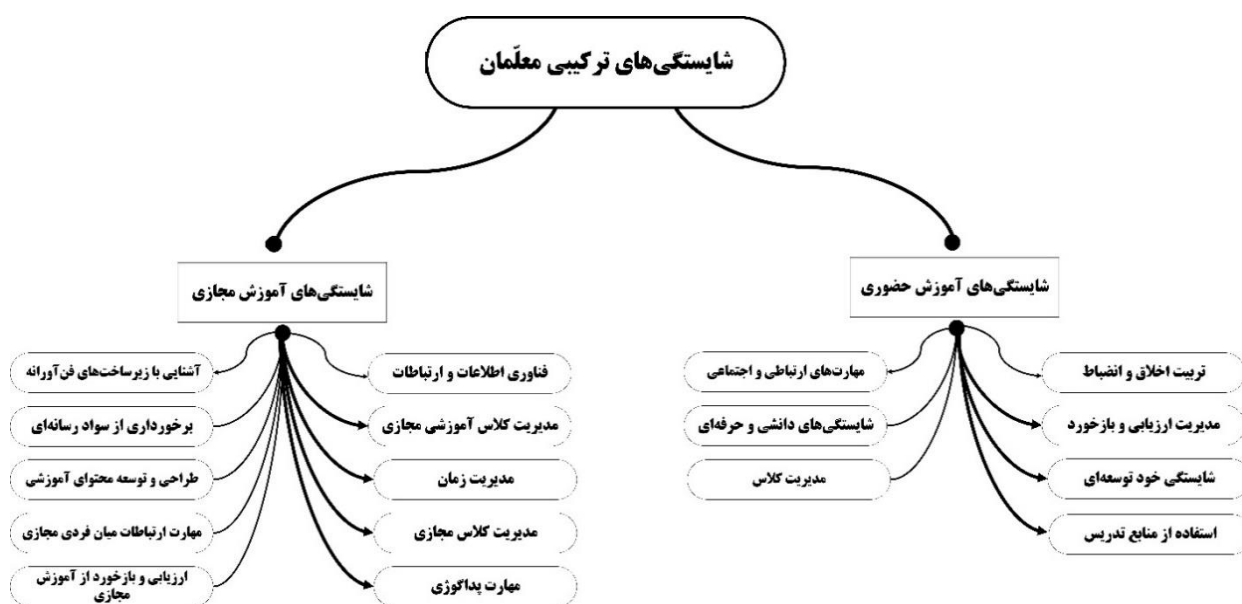 شایستگی‌های ترکیبی معلّمان
شایستگی‌های آموزش حضوری
تربیت اخلاق و انضباط
مدیریت ارزیابی و بازخورد
شایستگی خود توسعه‌ای
استفاده از منابع تدریس
مهارت‌های ارتباطی و اجتماعی
شایستگی‌های دانشی و حرفه‌ای
مدیریت کلاس
شایستگی‌های آموزش مجازی
فناوری اطلاعات و ارتباطات
مدیریت کلاس آموزشی مجازی
مدیریت زمان
مدیریت کلاس مجازی
مهارت پداگوژی
آشنایی با زیرساخت‌های فن‌آورانه
برخورداری از سواد رسانه‌ای
طراحی و توسعه محتوای آموزشی
مهارت ارتباطات میان فردی مجازی
ارزیابی و بازخورد از آموزش
مجازی